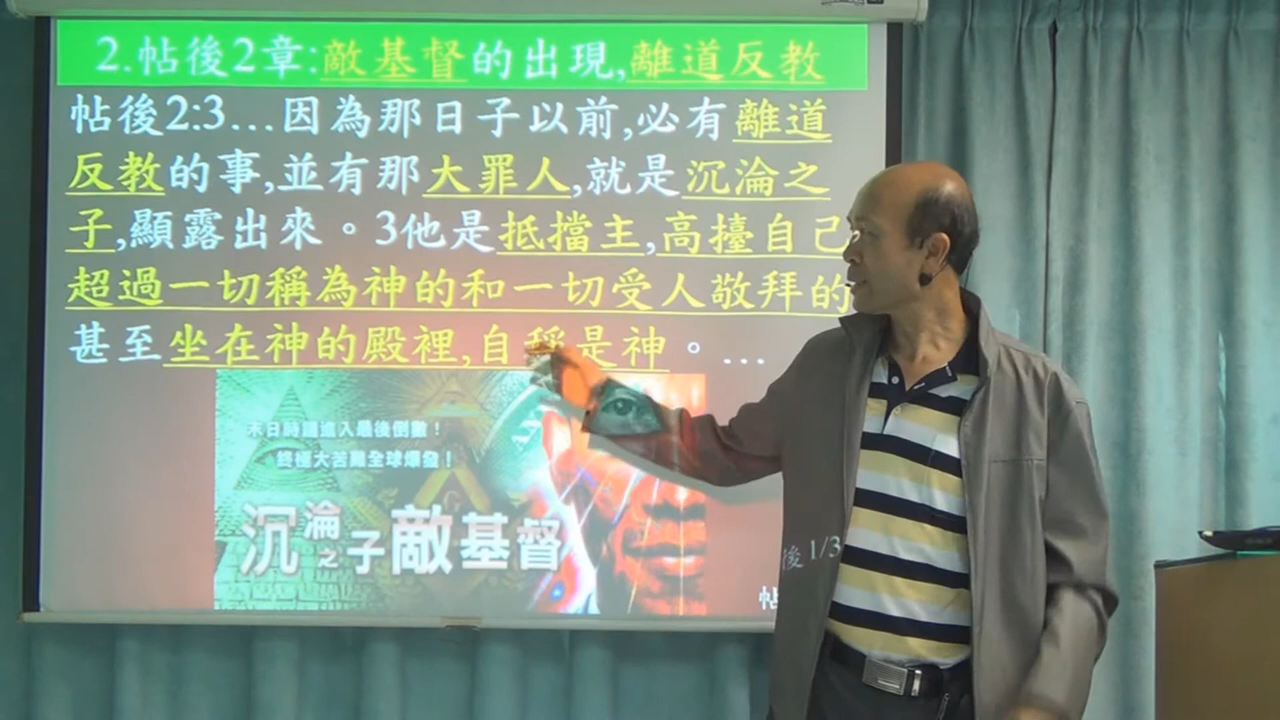 2.帖後2章:敵基督的出現,離道反教
帖後2:3…因為那日子以前,必有離道
反教的事,並有那大罪人,就是沉淪之
子,顯露出來。3他是抵擋主,高擡自己
超過一切稱為神的和一切受人敬拜的
甚至坐在神的殿裡,自稱是神。…
末日時鐘進入最後倒數!
終極大苦難全球爆發!
沉淪之子敵基督
帖
後 1/3